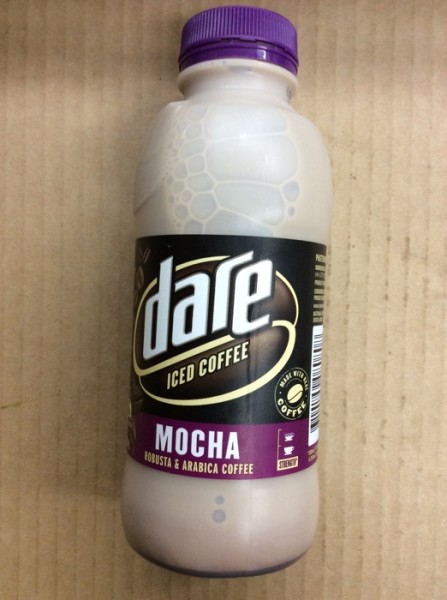 dare
ICED COFFEE
MADE WITH REAL
COFFEE
MOCHA
ROBUSTA & ARABICA COFFEE
STRENGTH